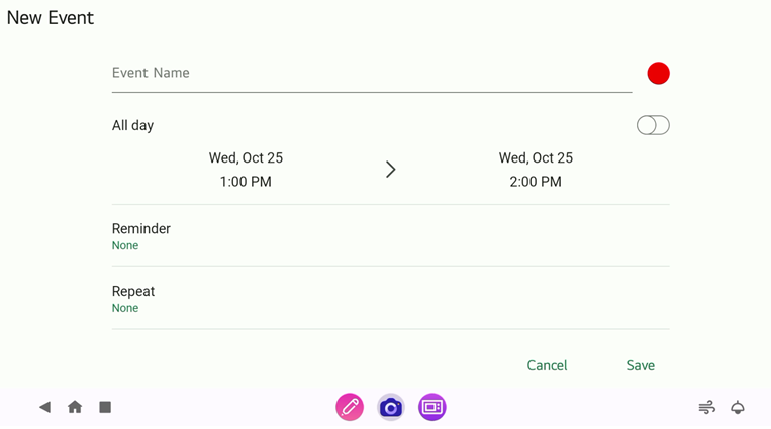 New Event
Event Name
All day
Wed, Oct 25
1:00 PM
Wed, Oct 25
2:00 PM
Reminder
None
Repeat
None
Cancel
Save